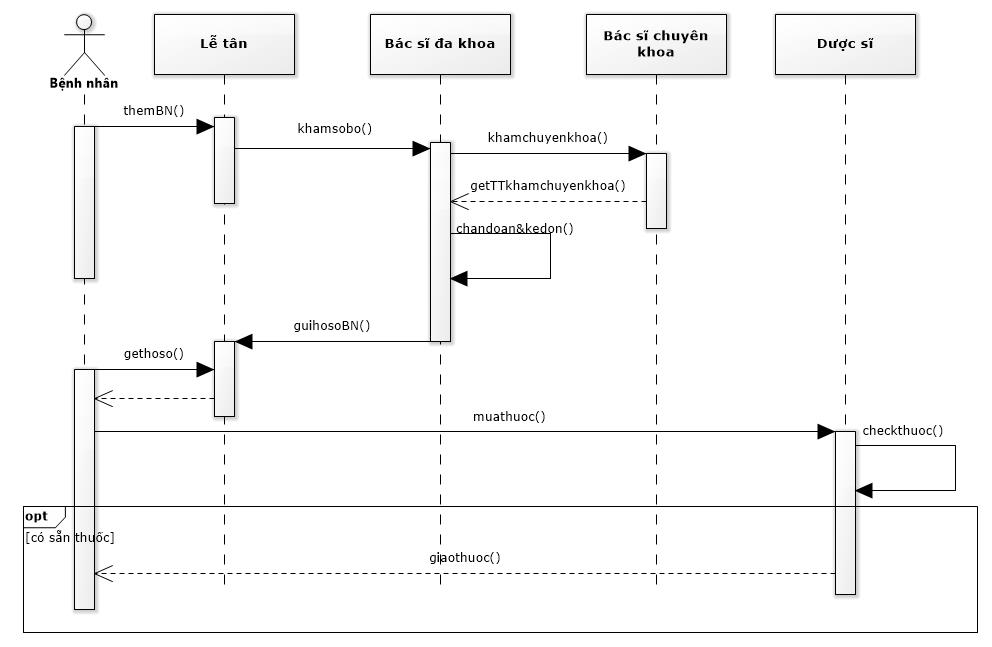 Bệnh nhân
Lễ tân
Bác sĩ đa khoa
Bác sĩ chuyên
khoa
Dược sĩ
themBN()
khamsobo()
khamchuyenkhoa()
getTTkhamchuyenkhoa()
chandoan&kedon()
guihosoBN()
gethoso()
muathuoc()
checkthuoc()
opt
[có sẵn thuốc]
giaothuoc()